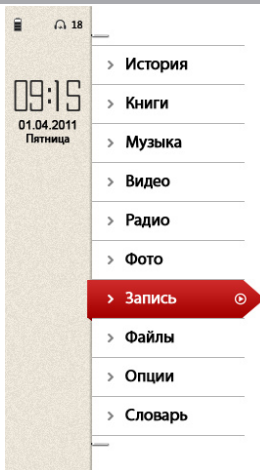 18
09:15
01.04.2011
Пятница
История
Книги
Музыка
Видео
Радио
Фото
Запись
Файлы
Опции
Словарь